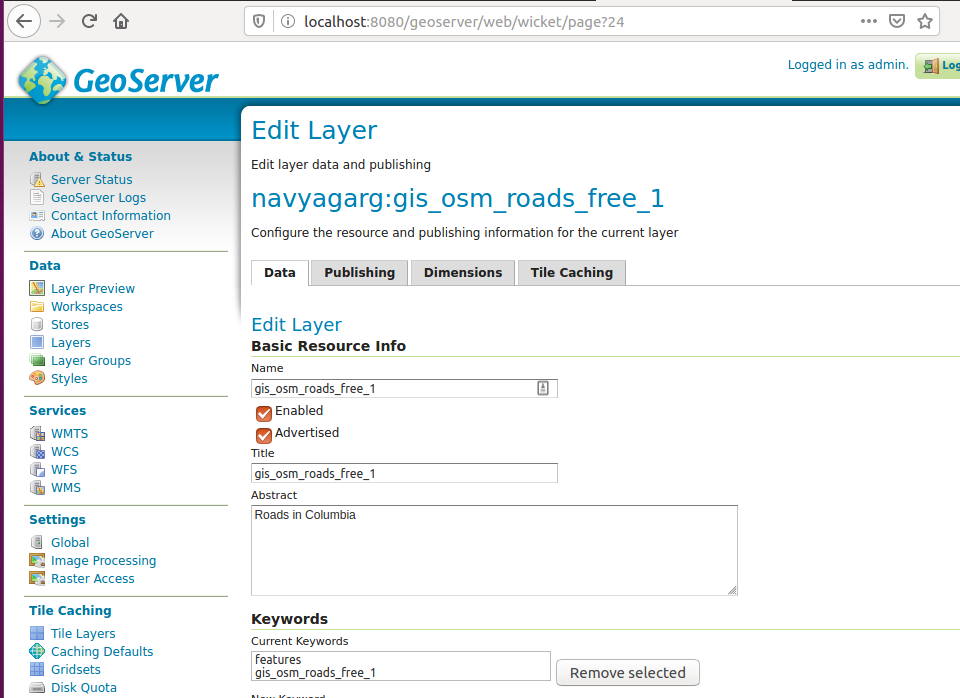 localhost:8080/geoserver/web/wicket/page?24
GeoServer
Logged in as admin.
About & Status
Server Status
GeoServer Logs
Contact Information
About GeoServer
Data
Layer Preview
Workspaces
Stores
Layers
Layer Groups
Styles
Services
WMTS
WCS
WFS
WMS
Settings
Global
Image Processing
Raster Access
Tile Caching
Tile Layers
Caching Defaults
Gridsets
Disk Quota
Edit Layer
Edit layer data and publishing
navyagarg:gis_osm_roads_free_1
Configure the resource and publishing information for the current layer
Data Publishing Dimensions Tile Caching
Edit Layer
Basic Resource Info
Name
gis_osm_roads_free_1
Enabled
Advertised
Title
gis_osm_roads_free_1
Abstract
Roads in Columbia
Keywords
Current Keywords
features
gis_osm_roads_free_1
Remove selected